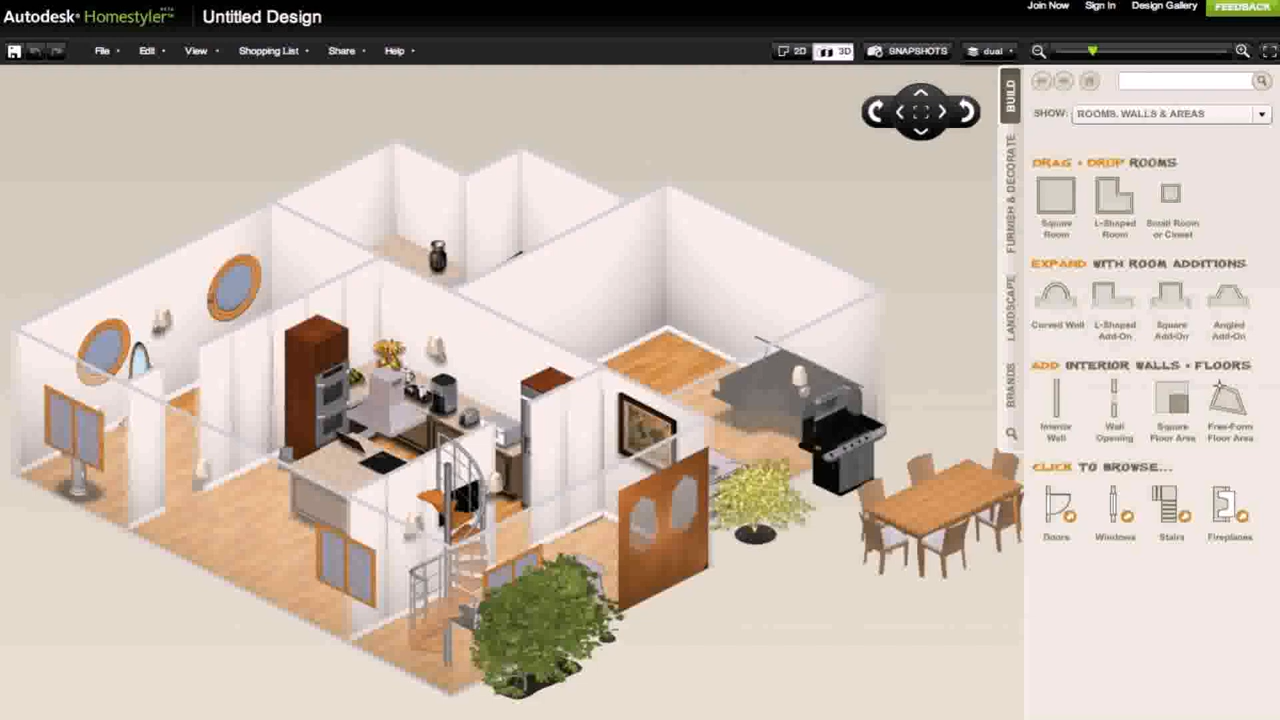 Autodesk® Homestyler™ BETA
Untitled Design
Join Now Sign In Design Gallery FEEDBACK
File Edit View Shopping List Share Help
2D 3D SNAPSHOTS dual
BUILD
FURNISH & DECORATE
LANDSCAPE
BRANDS
SHOW: ROOMS, WALLS & AREAS
DRAG + DROP ROOMS
Square Room
L-Shaped Room
Small Room or Closet
EXPAND WITH ROOM ADDITIONS
Curved Wall
L-Shaped Add-On
Square Add-On
Angled Add-On
ADD INTERIOR WALLS + FLOORS
Interior Wall
Wall Opening
Square Floor Area
Free-Form Floor Area
CLICK TO BROWSE...
Doors Windows Stairs Fireplaces